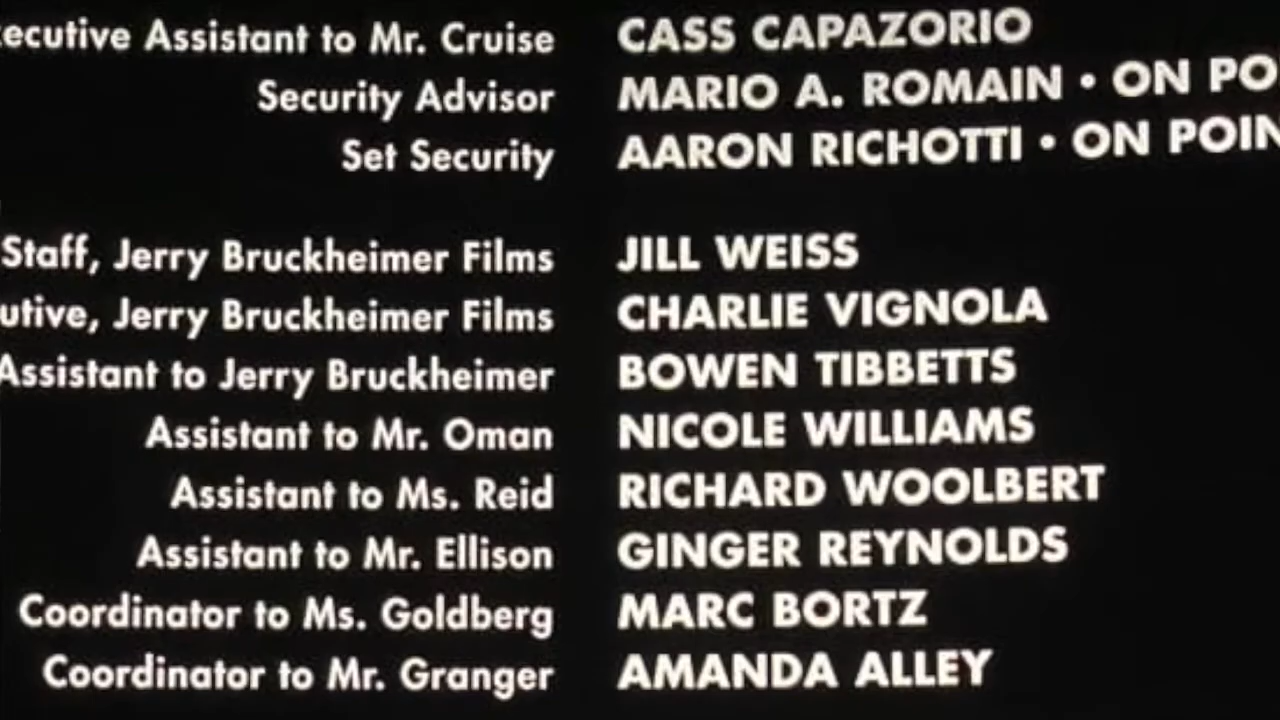 ecutive Assistant to Mr. Cruise CASS CAPAZORIO
Security Advisor MARIO A. ROMAIN • ON PO
Set Security AARON RICHOTTI • ON POIN
Staff, Jerry Bruckheimer Films JILL WEISS
utive, Jerry Bruckheimer Films CHARLIE VIGNOLA
Assistant to Jerry Bruckheimer BOWEN TIBBETTS
Assistant to Mr. Oman NICOLE WILLIAMS
Assistant to Ms. Reid RICHARD WOOLBERT
Assistant to Mr. Ellison GINGER REYNOLDS
Coordinator to Ms. Goldberg MARC BORTZ
Coordinator to Mr. Granger AMANDA ALLEY